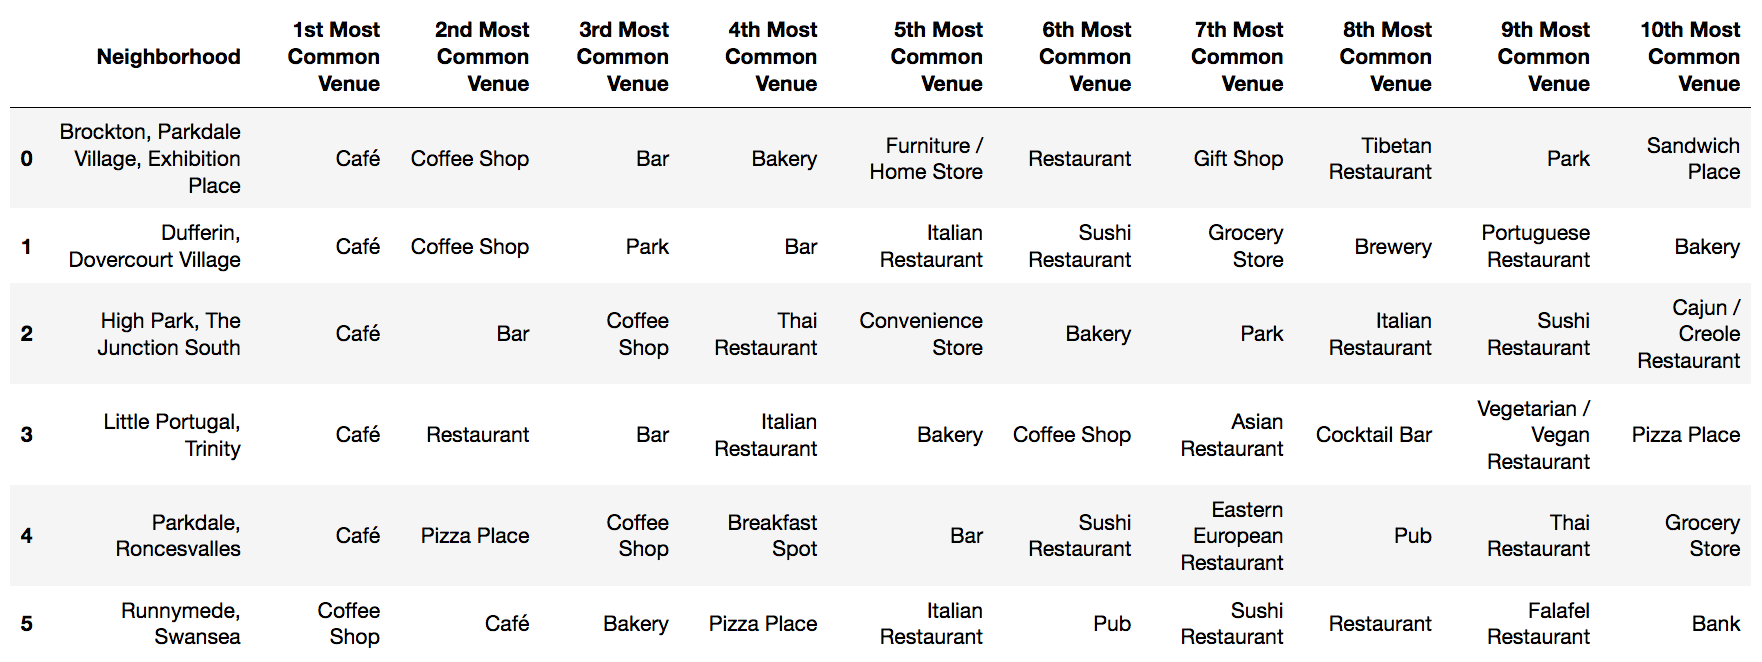 Neighborhood 1st Most Common Venue 2nd Most Common Venue 3rd Most Common Venue 4th Most Common Venue 5th Most Common Venue 6th Most Common Venue 7th Most Common Venue 8th Most Common Venue 9th Most Common Venue 10th Most Common Venue
0 Brockton, Parkdale Village, Exhibition Place Café Coffee Shop Bar Bakery Furniture / Home Store Restaurant Gift Shop Tibetan Restaurant Park Sandwich Place
1 Dufferin, Dovercourt Village Café Coffee Shop Park Bar Italian Restaurant Sushi Restaurant Grocery Store Brewery Portuguese Restaurant Bakery
2 High Park, The Junction South Café Bar Coffee Shop Thai Restaurant Convenience Store Bakery Park Italian Restaurant Sushi Restaurant Cajun / Creole Restaurant
3 Little Portugal, Trinity Café Restaurant Bar Italian Restaurant Bakery Coffee Shop Asian Restaurant Cocktail Bar Vegetarian / Vegan Restaurant Pizza Place
4 Parkdale, Roncesvalles Café Pizza Place Coffee Shop Breakfast Spot Bar Sushi Restaurant Eastern European Restaurant Pub Thai Restaurant Grocery Store
5 Runnymede, Swansea Coffee Shop Café Bakery Pizza Place Italian Restaurant Pub Sushi Restaurant Restaurant Falafel Restaurant Bank